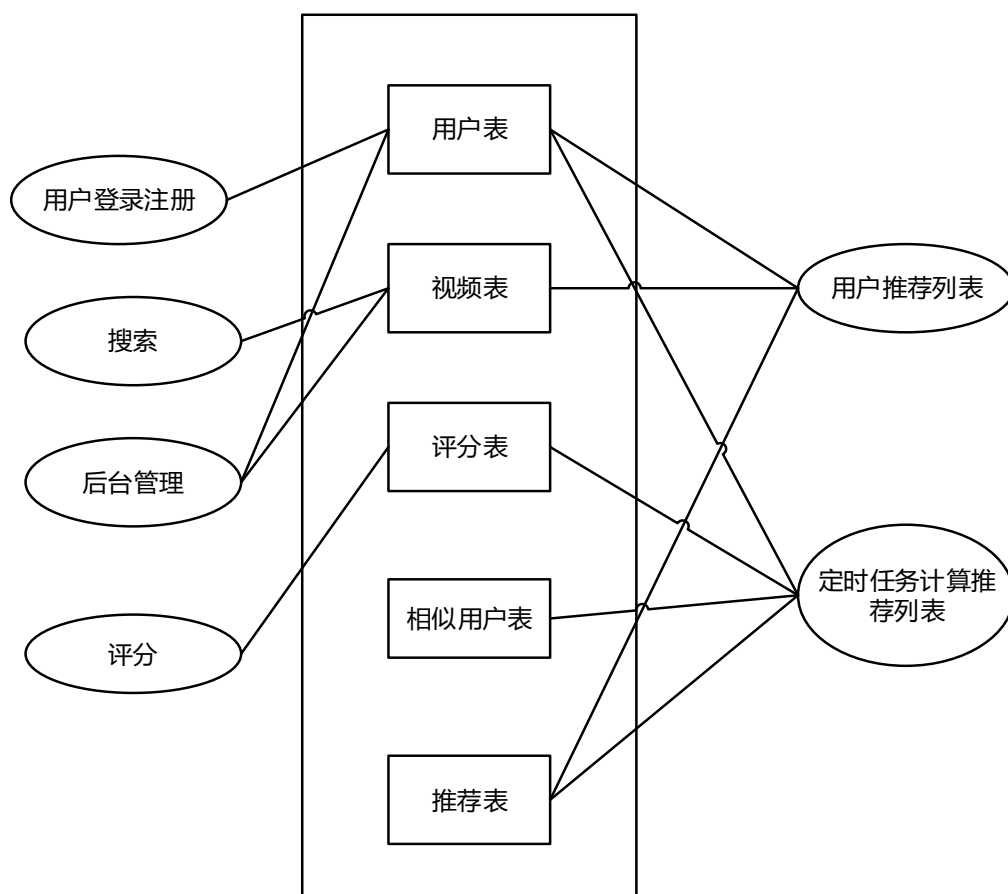 用户表
用户登录注册
视频表
用户推荐列表
搜索
评分表
后台管理
定时任务计算推
荐列表
相似用户表
评分
推荐表